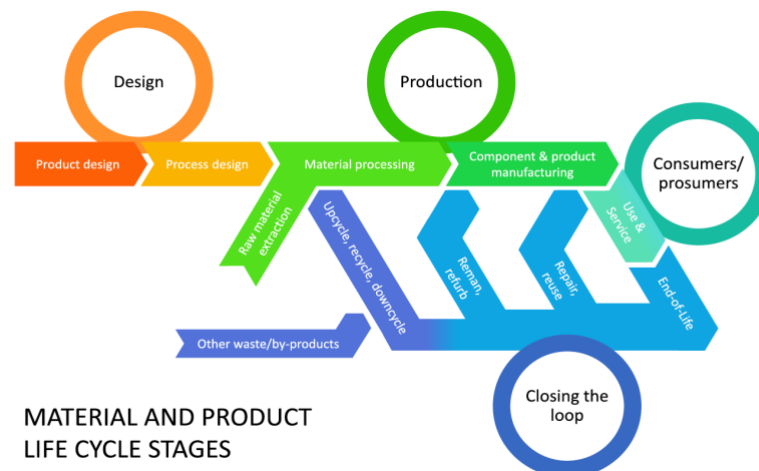 Design
Production
Consumers/
prosumers
Product design
Process design
Material processing
Component & product
manufacturing
Use &
Service
Raw material
extraction
Upcycle, recycle, downcycle
Reman,
refurb
Repair,
reuse
End-of-Life
Other waste/by-products
Closing the
loop
MATERIAL AND PRODUCT
LIFE CYCLE STAGES